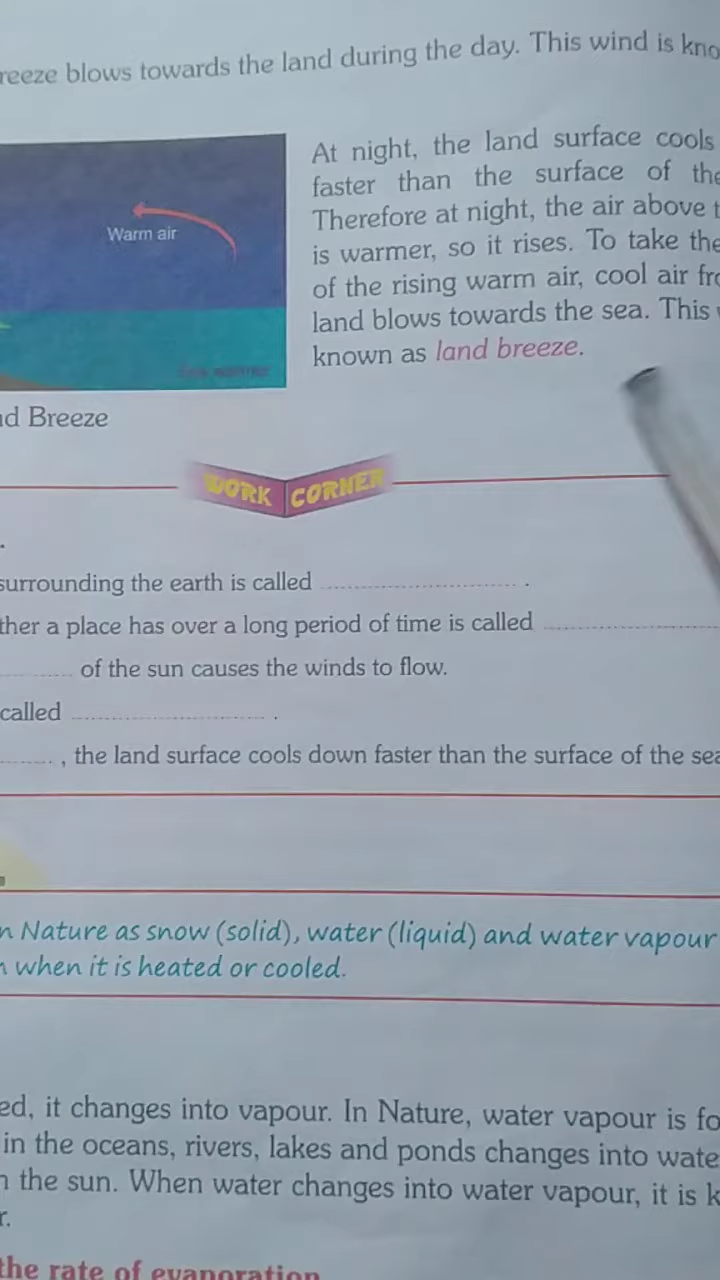 reeze blows towards the land during the day. This wind is kno
At night, the land surface cools
faster than the surface of the
Therefore at night, the air above t
is warmer, so it rises. To take the
of the rising warm air, cool air fro
land blows towards the sea. This
known as land breeze.
Warm air
nd Breeze
WORK CORNER
surrounding the earth is called .................... .
ther a place has over a long period of time is called ....................
.......... of the sun causes the winds to flow.
called .................... .
.........., the land surface cools down faster than the surface of the sea
n Nature as snow (solid), water (liquid) and water vapour
n when it is heated or cooled.
ed, it changes into vapour. In Nature, water vapour is fo
in the oceans, rivers, lakes and ponds changes into wate
n the sun. When water changes into water vapour, it is k
r.
the rate of evaporation